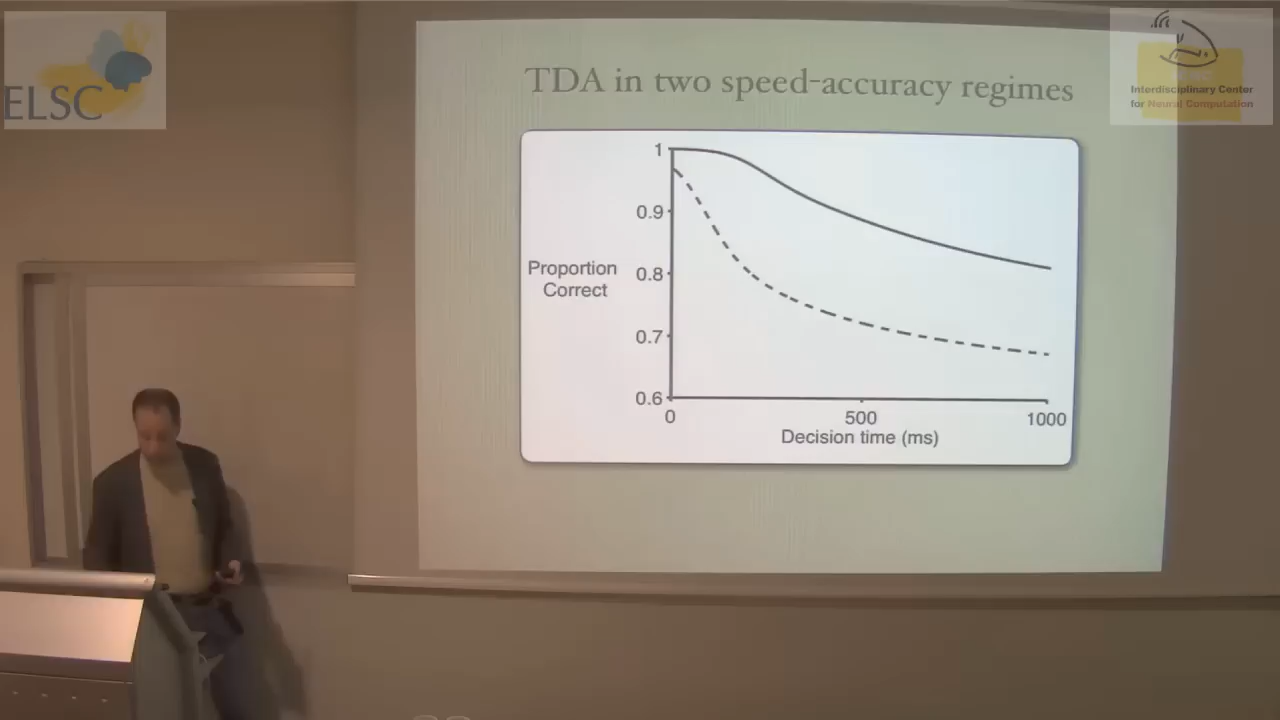 ELSC
Interdisciplinary Center
for Neural Computation
TDA in two speed-accuracy regimes
1
0.9
Proportion
Correct
0.8
0.7
0.6
0
500
1000
Decision time (ms)